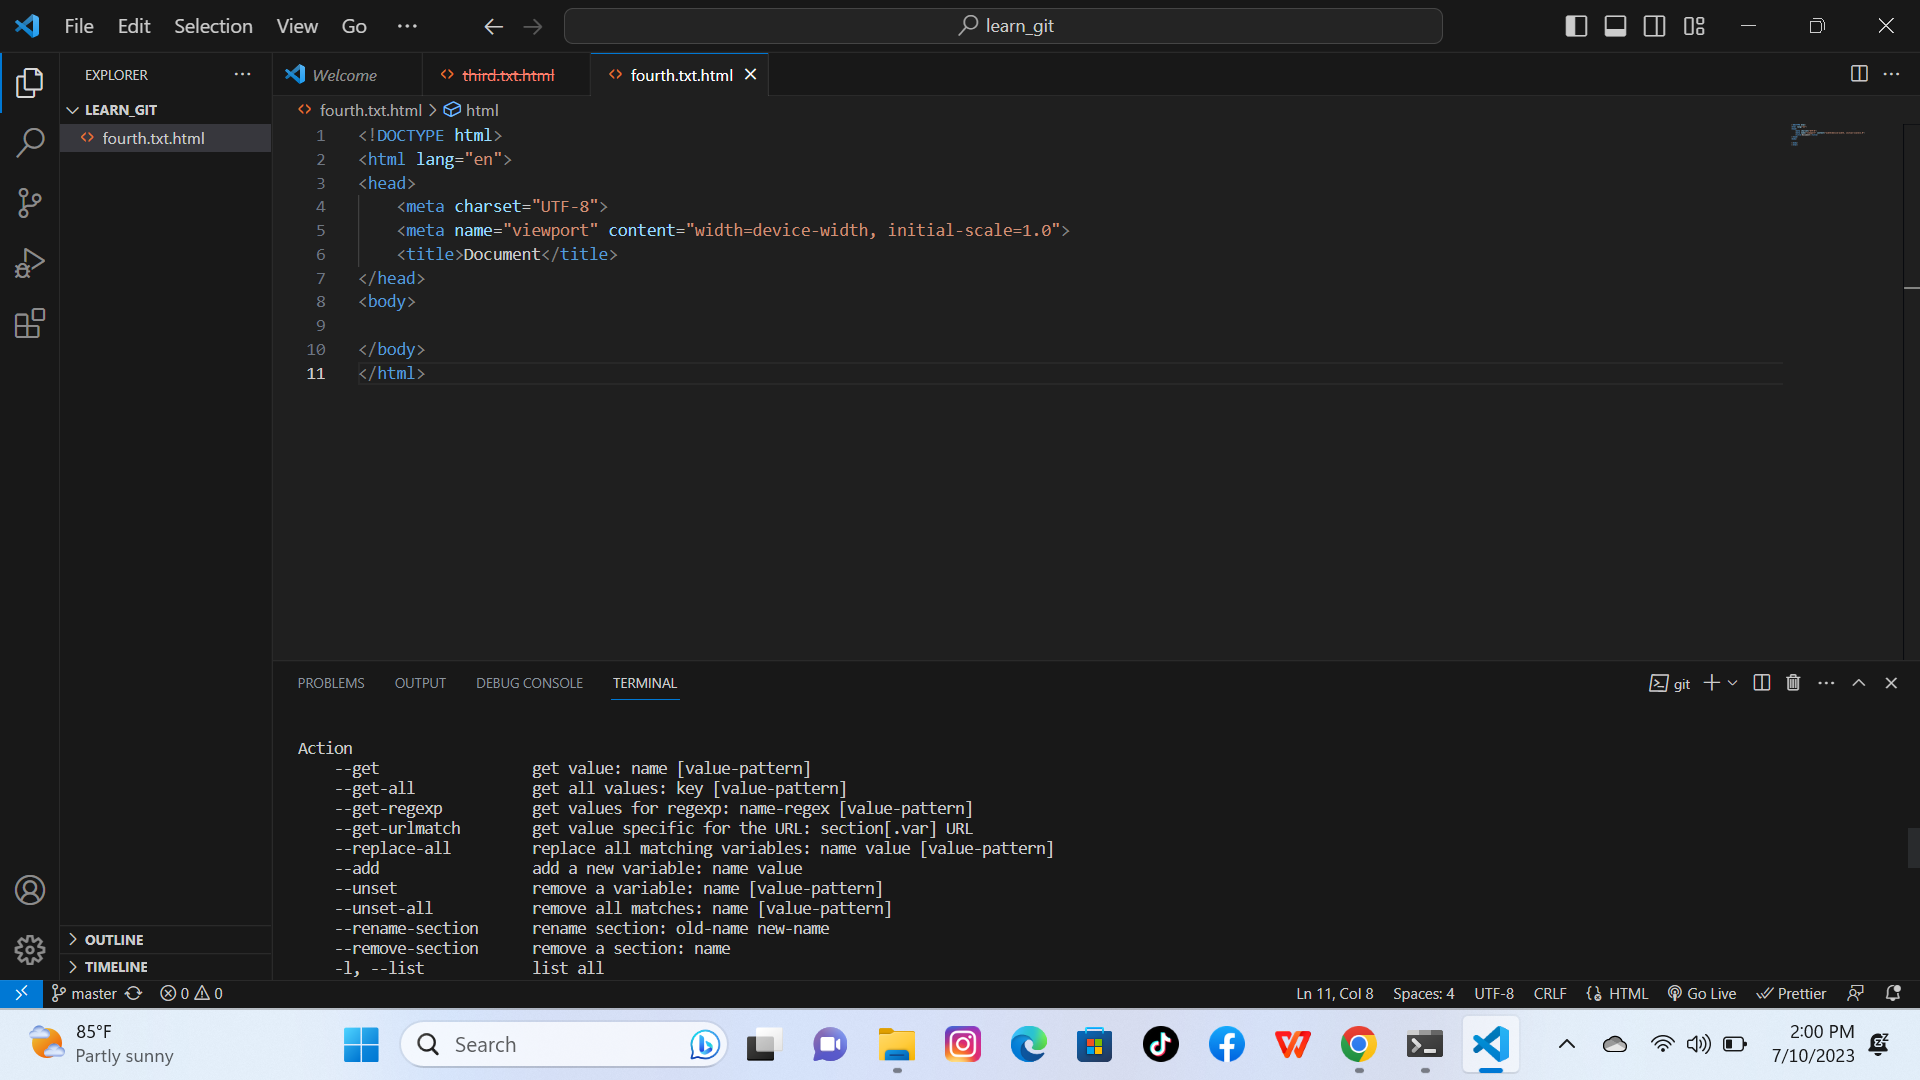 File Edit Selection View Go ··· learn_git
EXPLORER
LEARN_GIT
fourth.txt.html
OUTLINE
TIMELINE
Welcome third.txt.html fourth.txt.html
fourth.txt.html > html
1 <!DOCTYPE html>
2 <html lang="en">
3 <head>
4     <meta charset="UTF-8">
5     <meta name="viewport" content="width=device-width, initial-scale=1.0">
6     <title>Document</title>
7 </head>
8 <body>
9
10 </body>
11 </html>
PROBLEMS OUTPUT DEBUG CONSOLE TERMINAL git
Action
    --get                 get value: name [value-pattern]
    --get-all             get all values: key [value-pattern]
    --get-regexp          get values for regexp: name-regex [value-pattern]
    --get-urlmatch        get value specific for the URL: section[.var] URL
    --replace-all         replace all matching variables: name value [value-pattern]
    --add                 add a new variable: name value
    --unset               remove a variable: name [value-pattern]
    --unset-all           remove all matches: name [value-pattern]
    --rename-section      rename section: old-name new-name
    --remove-section      remove a section: name
    -l, --list            list all
master 0 0 Ln 11, Col 8 Spaces: 4 UTF-8 CRLF HTML Go Live Prettier
85°F
Partly sunny
Search
2:00 PM
7/10/2023